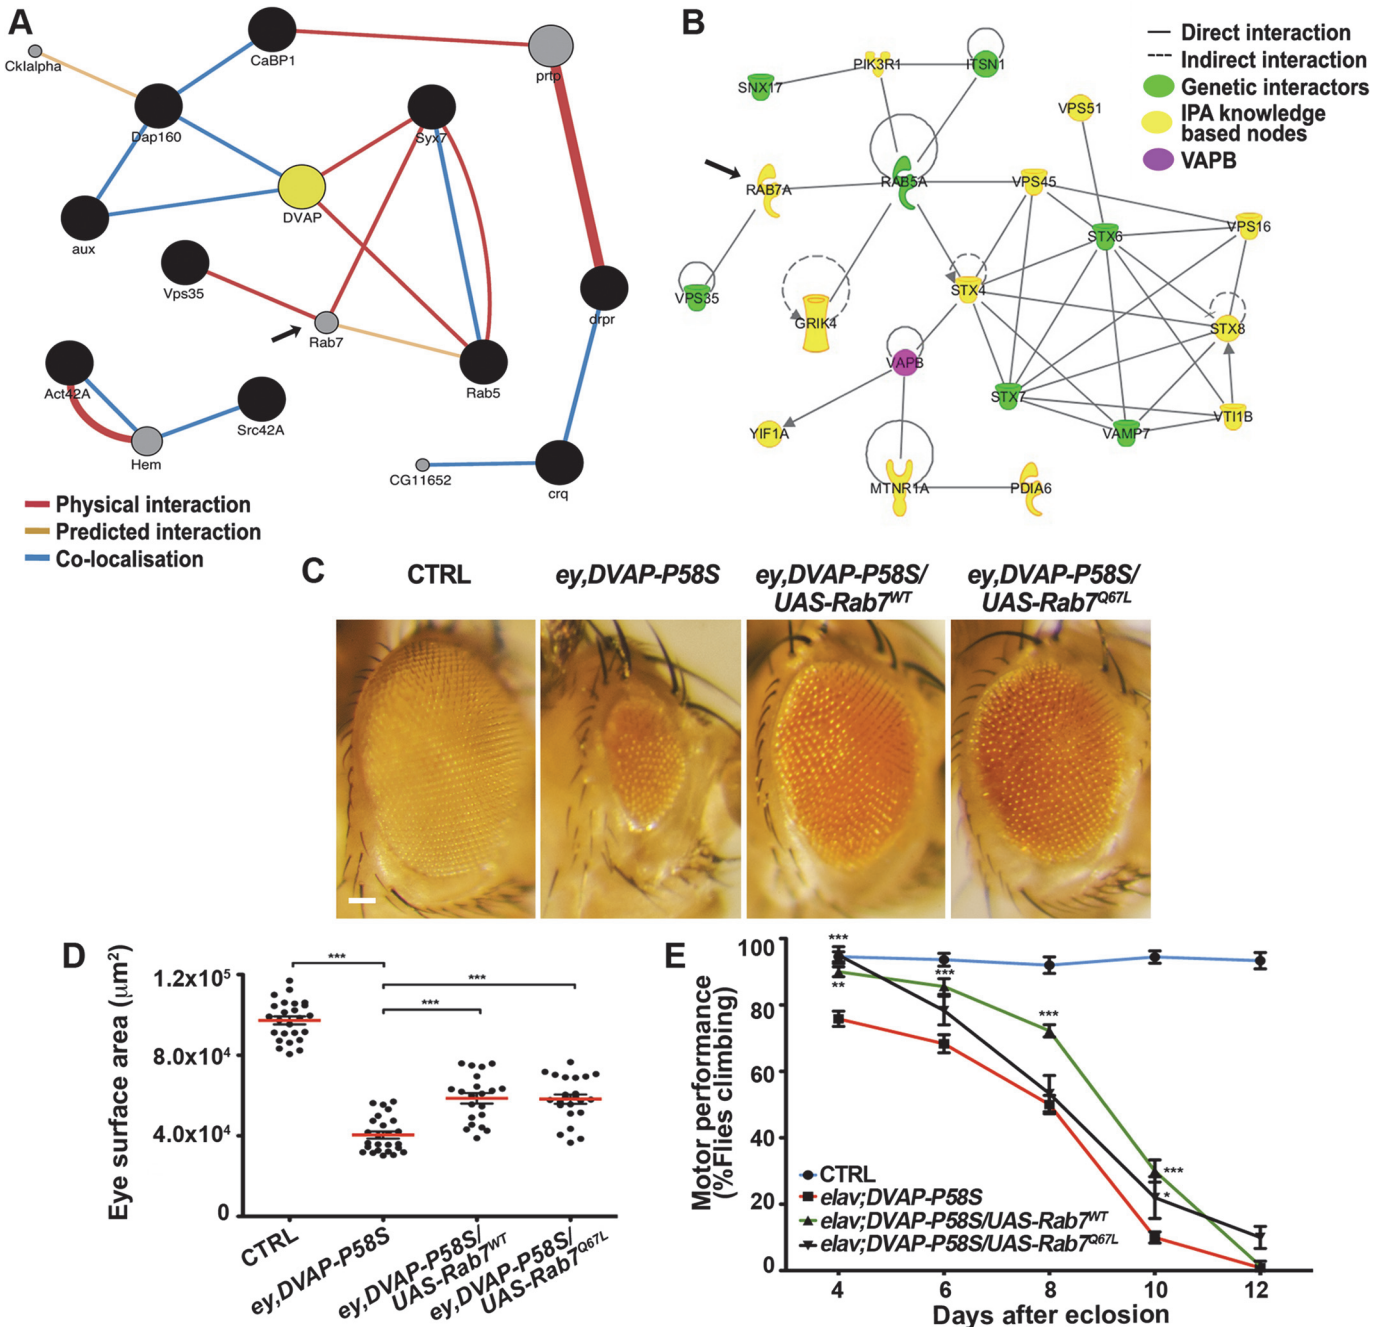 A
CkIalpha
CaBP1
prtp
Dap160
Syx7
DVAP
aux
Vps35
drpr
Rab7
Rab5
Act42A
Src42A
Hem
CG11652
crq
Physical interaction
Predicted interaction
Co-localisation
B
Direct interaction
Indirect interaction
Genetic interactors
IPA knowledge
based nodes
VAPB
PIK3R1
ITSN1
SNX17
VPS51
RAB7A
RAB5A
VPS45
VPS16
STX6
VPS35
STX4
GRIK4
STX8
VAPB
STX7
YIF1A
VAMP7
VTI1B
MTNR1A
PDIA6
C
CTRL
ey,DVAP-P58S
ey,DVAP-P58S/
UAS-Rab7WT
ey,DVAP-P58S/
UAS-Rab7Q67L
D
Eye surface area (μm2)
1.2x10⁵
8.0x10⁴
4.0x10⁴
0
***
***
***
CTRL
ey,DVAP-P58S
ey,DVAP-P58S/
UAS-Rab7WT
ey,DVAP-P58S/
UAS-Rab7Q67L
E
Motor performance
(%Flies climbing)
100
80
60
40
20
0
***
**
***
***
***
*
CTRL
elav;DVAP-P58S
elav;DVAP-P58S/UAS-Rab7WT
elav;DVAP-P58S/UAS-Rab7Q67L
4 6 8 10 12
Days after eclosion